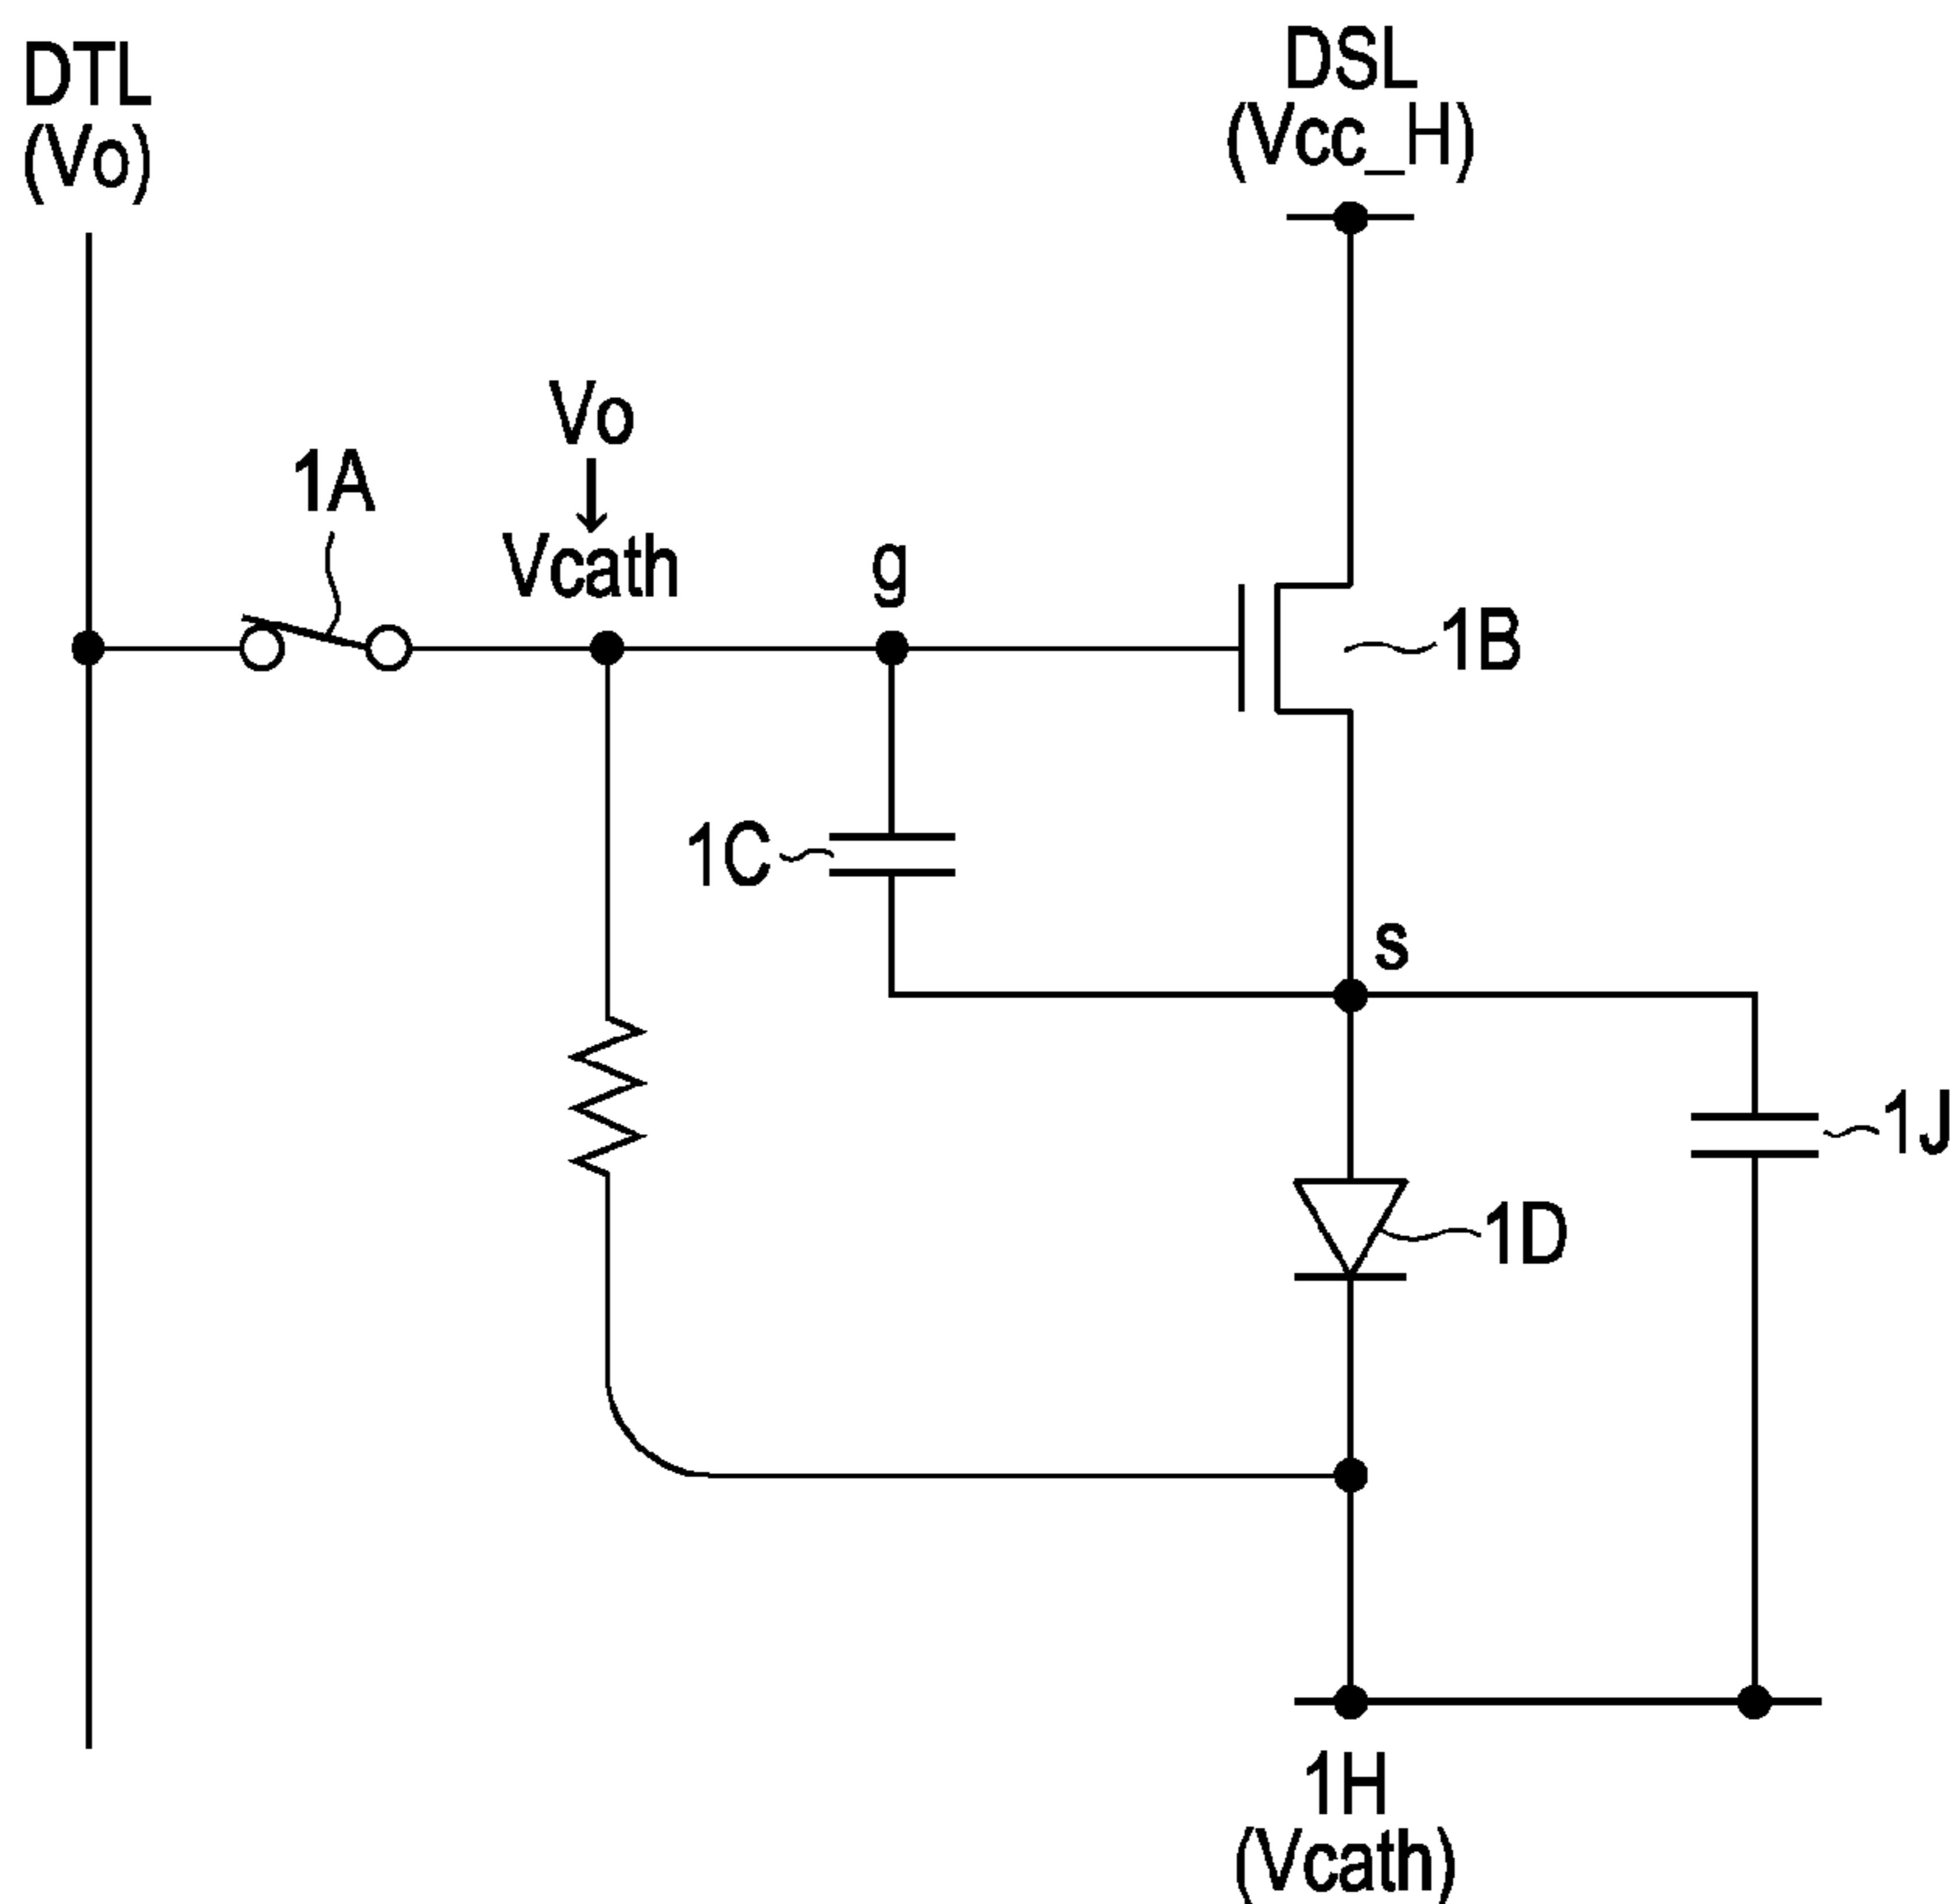 DTL
(Vo)
DSL
(Vcc_H)
Vo
↓
Vcath
1A
g
1B
1C
s
1J
1D
1H
(Vcath)